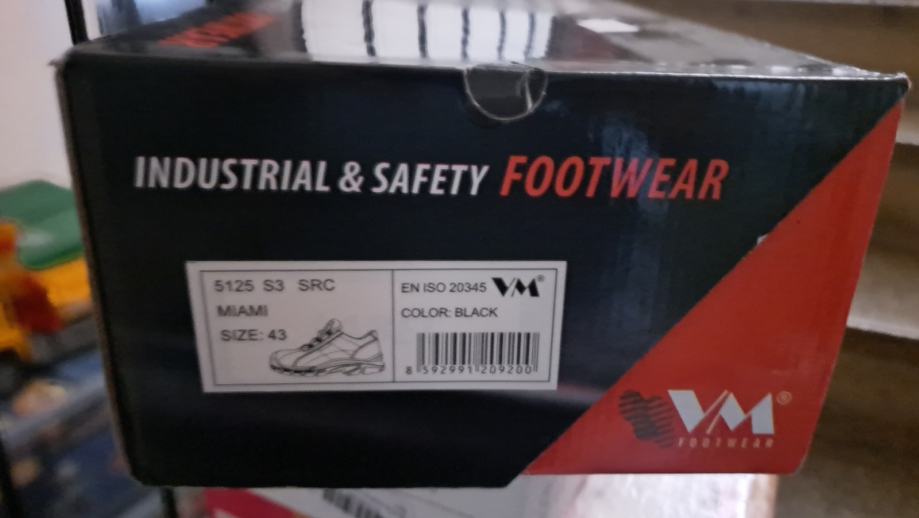 INDUSTRIAL & SAFETY FOOTWEAR
5125 S3 SRC
MIAMI
SIZE: 43
EN ISO 20345 VM®
COLOR: BLACK
8 592991 209200
VM®
FOOTWEAR